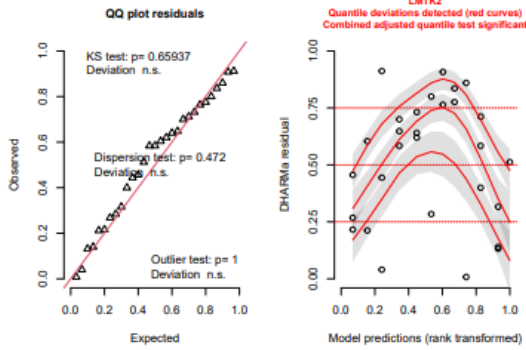 QQ plot residuals
KS test: p= 0.65937
Deviation n.s.
Dispersion test: p= 0.472
Deviation n.s.
Outlier test: p= 1
Deviation n.s.
Observed
0.0 0.2 0.4 0.6 0.8 1.0
0.0 0.2 0.4 0.6 0.8 1.0
Expected
LMTK2
Quantile deviations detected (red curves)
Combined adjusted quantile test significant
DHARMa residual
0.00 0.25 0.50 0.75 1.00
0.0 0.2 0.4 0.6 0.8 1.0
Model predictions (rank transformed)